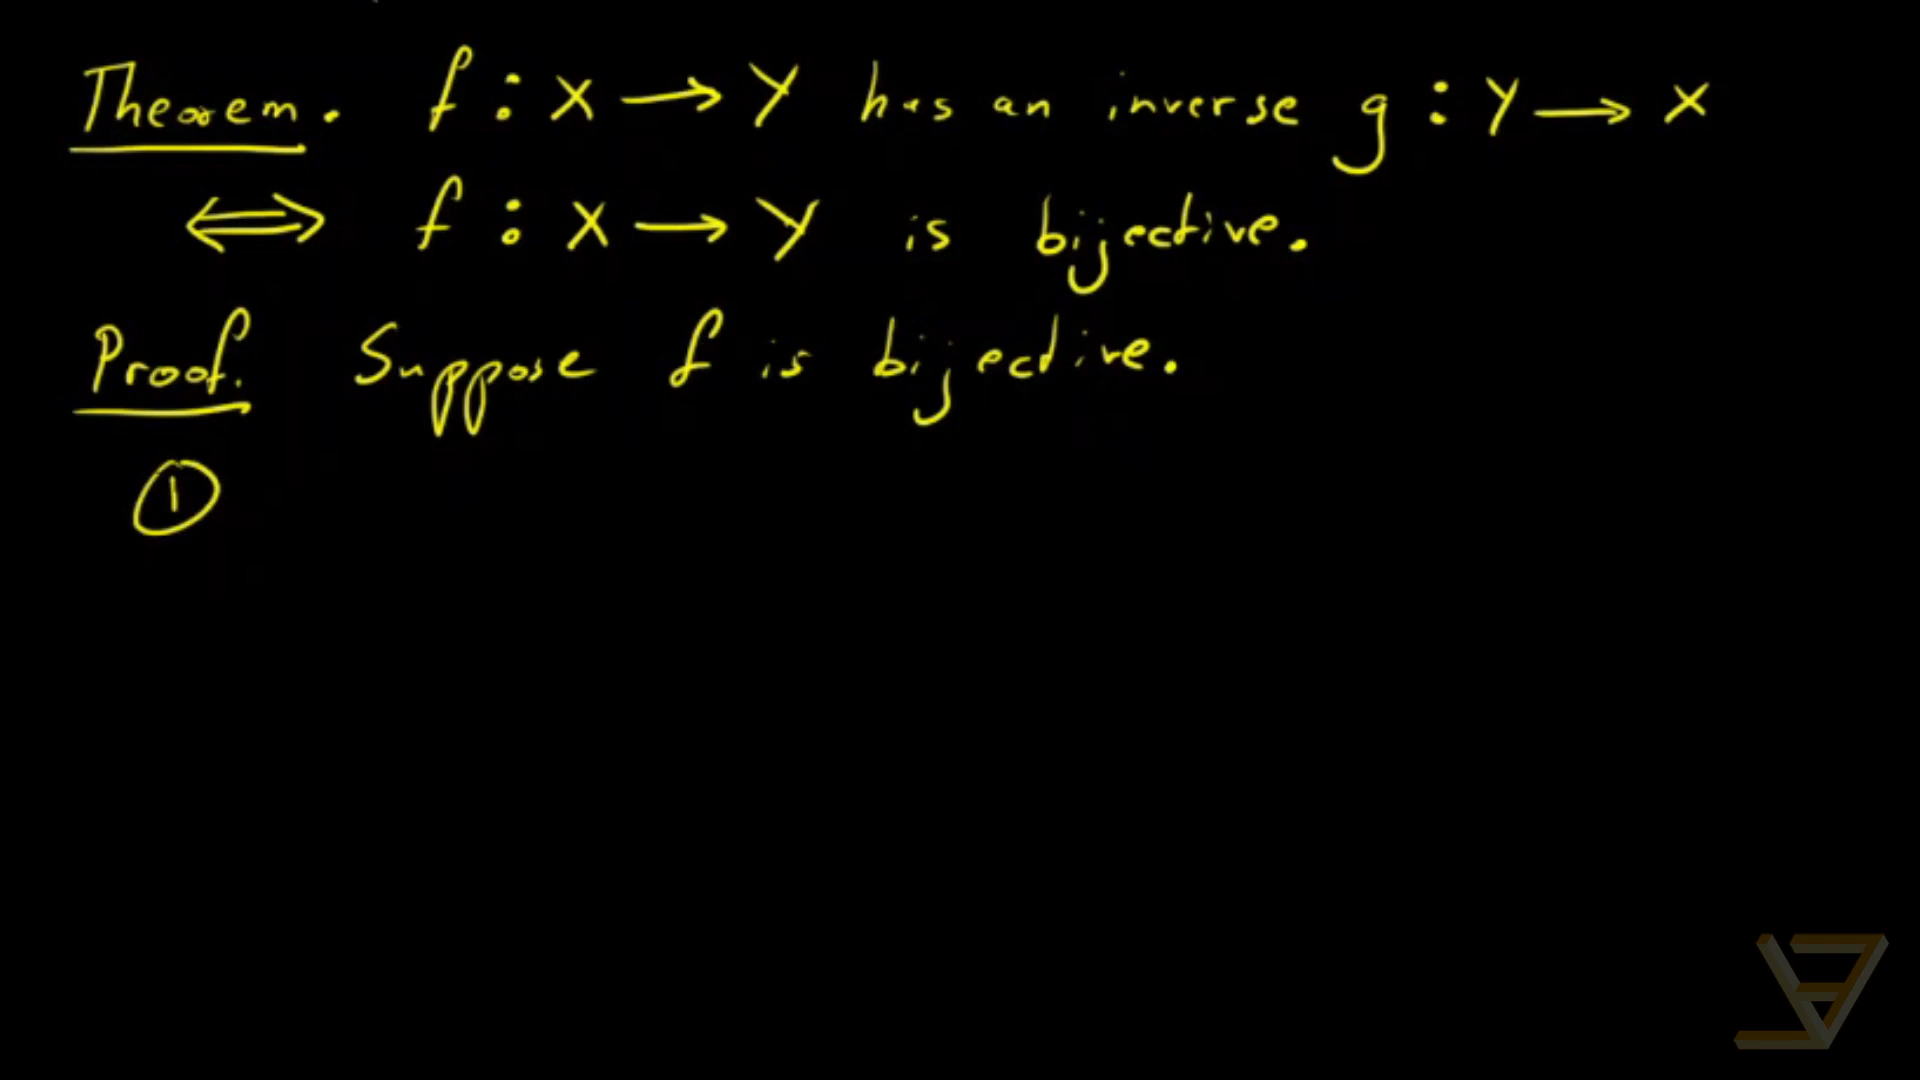 Theorem. f : X → Y has an inverse g : Y → X
⟺ f : X → Y is bijective.
Proof. Suppose f is bijective.
①